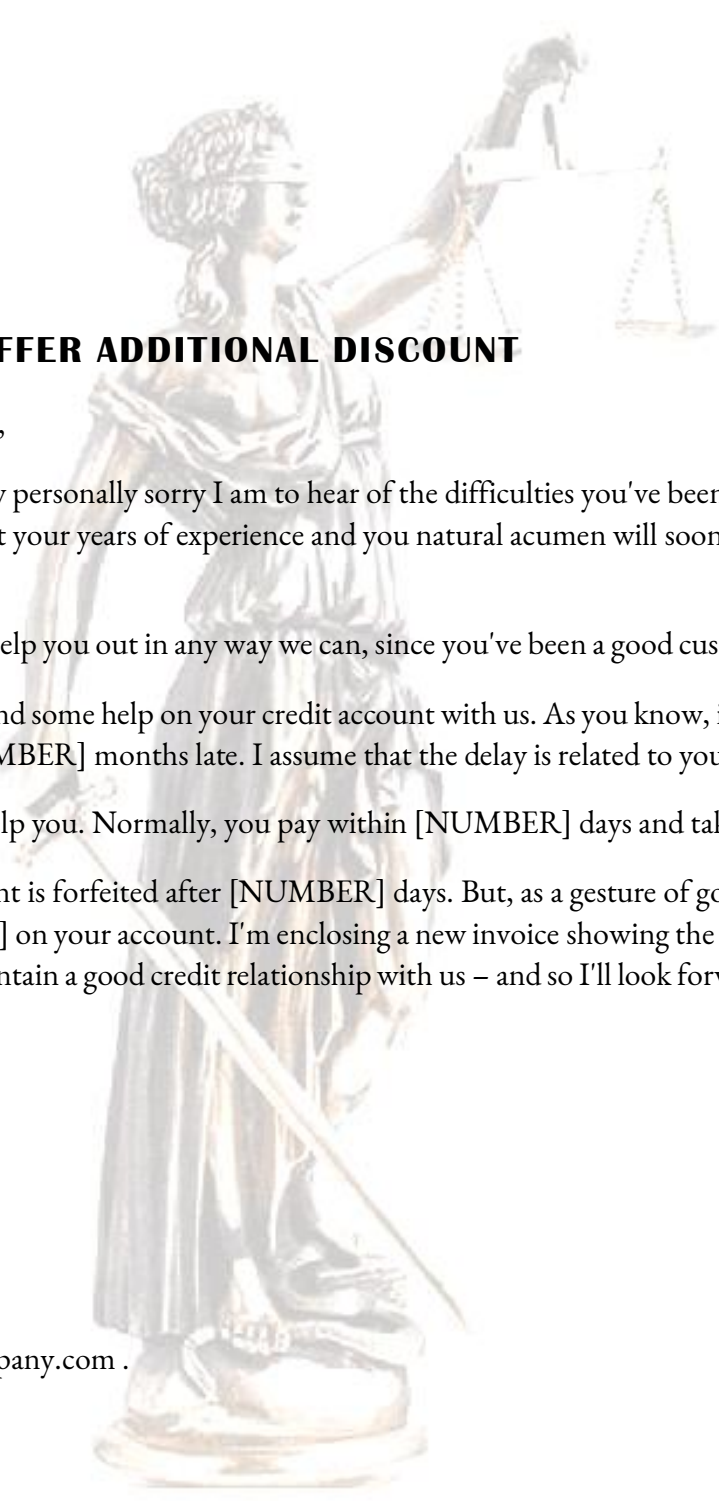 FFER ADDITIONAL DISCOUNT
,
personally sorry I am to hear of the difficulties you've been
your years of experience and you natural acumen will soon
elp you out in any way we can, since you've been a good cus
nd some help on your credit account with us. As you know, i
MBER] months late. I assume that the delay is related to you
lp you. Normally, you pay within [NUMBER] days and tak
nt is forfeited after [NUMBER] days. But, as a gesture of go
] on your account. I'm enclosing a new invoice showing the
ntain a good credit relationship with us – and so I'll look forw
pany.com .